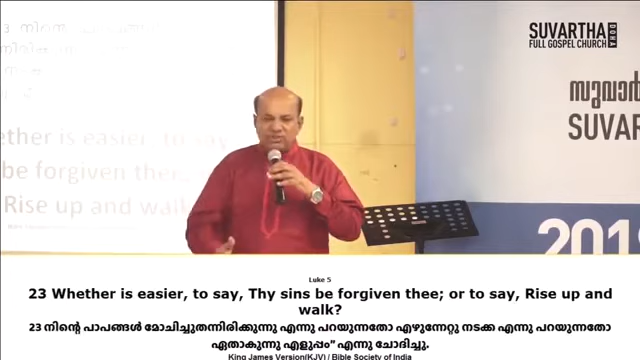 SUVARTHA
DOHA
FULL GOSPEL CHURCH
സുവാർ
SUVAR
ether is easier, to say,
be forgiven thee;
Rise up and walk
Luke 5
23 Whether is easier, to say, Thy sins be forgiven thee; or to say, Rise up and
walk?
23 നിന്റെ പാപങ്ങൾ മോചിച്ചുതന്നിരിക്കുന്നു എന്നു പറയുന്നതോ എഴുന്നേറ്റു നടക്ക എന്നു പറയുന്നതോ
ഏതാകുന്നു എളുപ്പം” എന്നു ചോദിച്ചു.
King James Version(KJV) / Bible Society of India